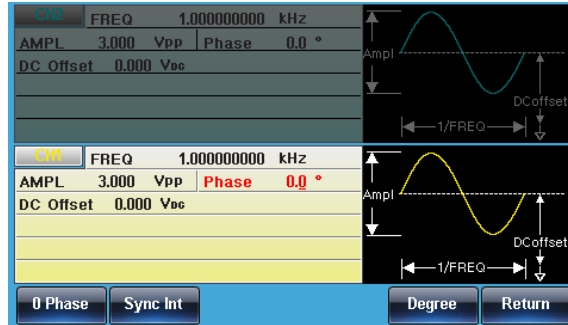 CH2 FREQ 1.000000000 kHz
AMPL 3.000 Vpp Phase 0.0 °
DC Offset 0.000 VDC
Ampl
DCoffset
1/FREQ
CH1 FREQ 1.000000000 kHz
AMPL 3.000 Vpp Phase 0.0 °
DC Offset 0.000 VDC
Ampl
DCoffset
1/FREQ
0 Phase Sync Int Degree Return